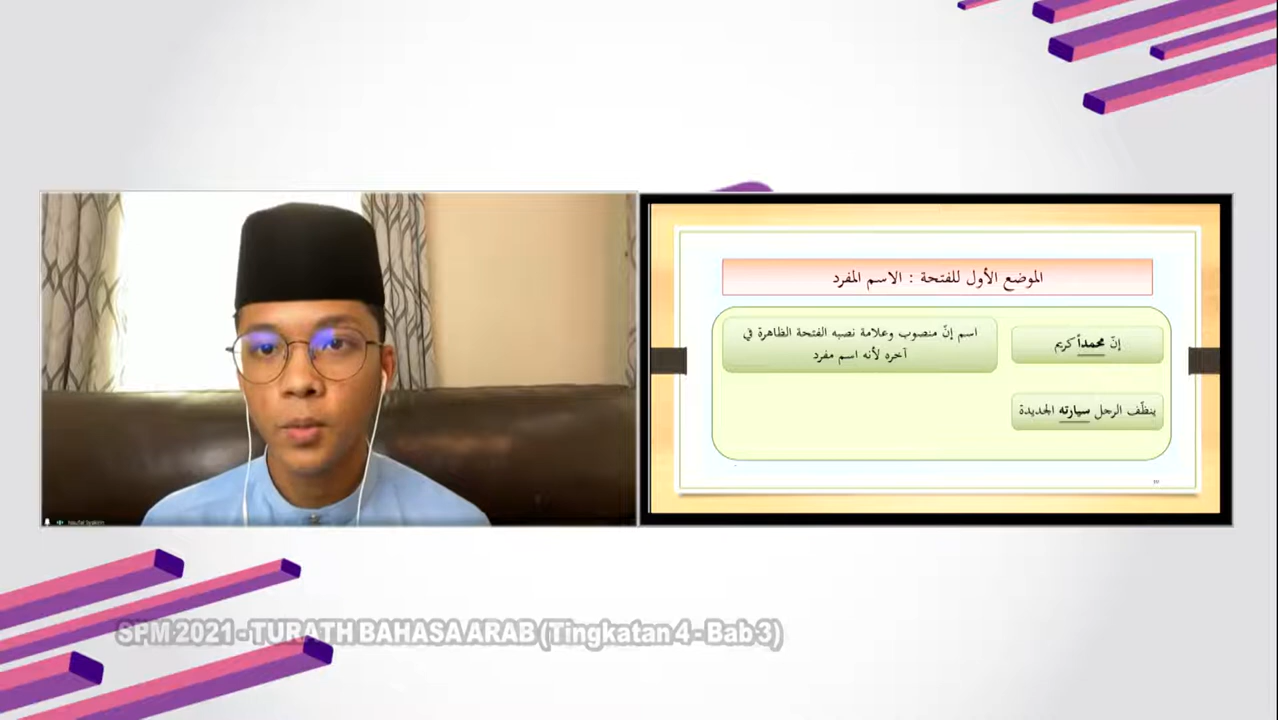 الموضع الأول للفتحة : الاسم المفرد
إنّ محمداً كريم
اسم إنّ منصوب وعلامة نصبه الفتحة الظاهرة في
آخره لأنه اسم مفرد
ينظّف الرجل سيارته الجديدة
SPM 2021 - TURATH BAHASA ARAB (Tingkatan 4 - Bab 3)